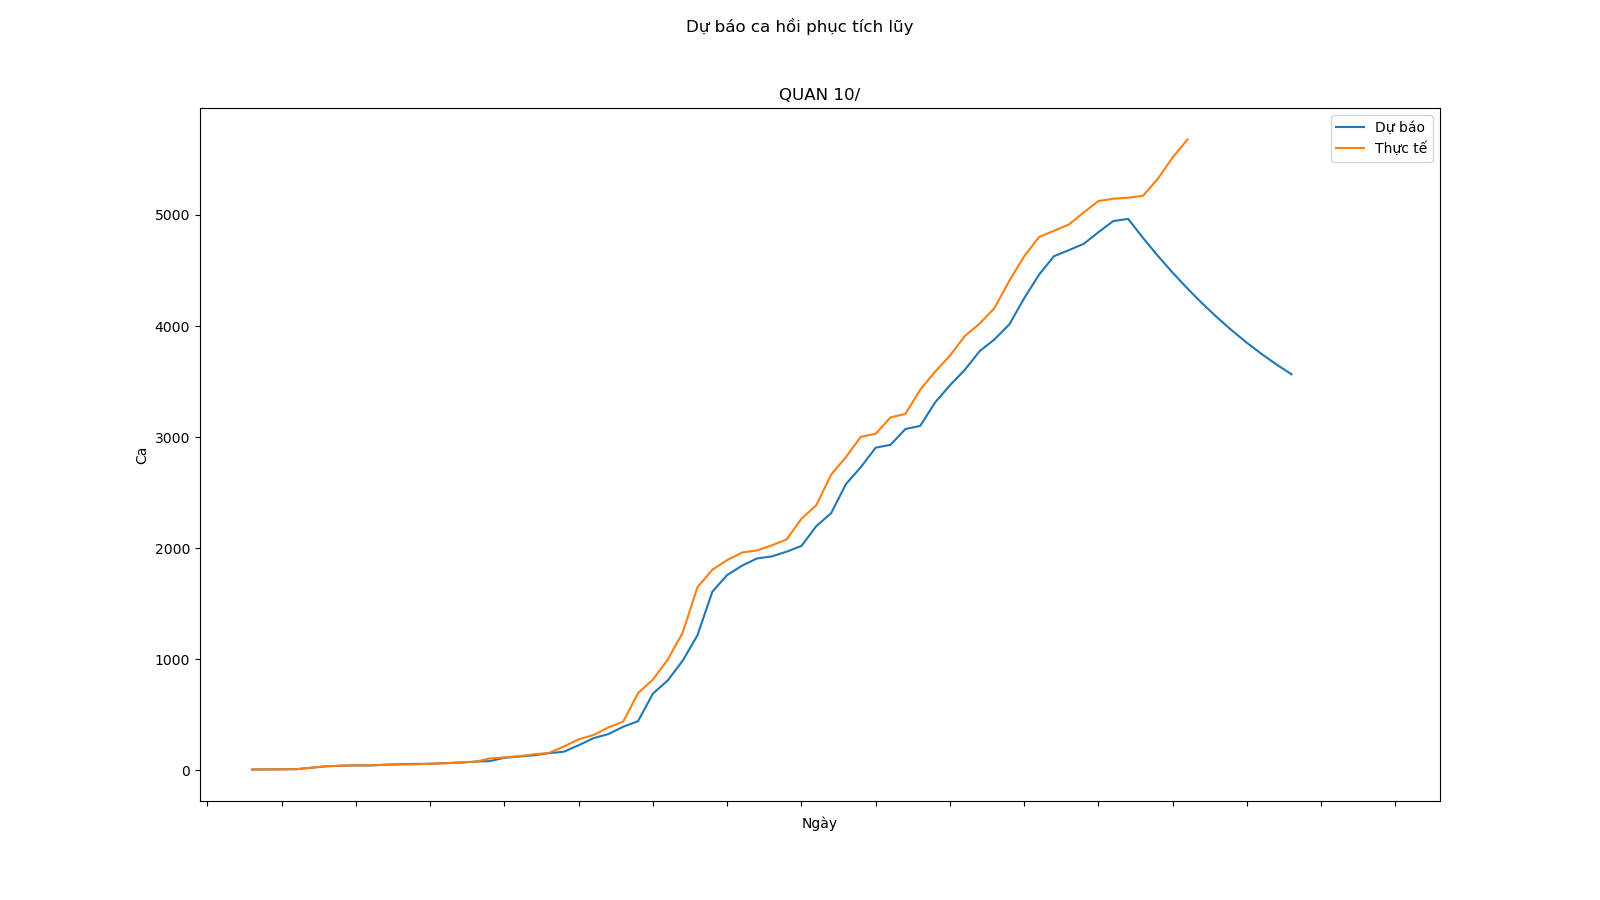 Dự báo ca hồi phục tích lũy
QUAN 10/
Dự báo
Thực tế
5000
4000
3000
2000
1000
0
Ca
Ngày